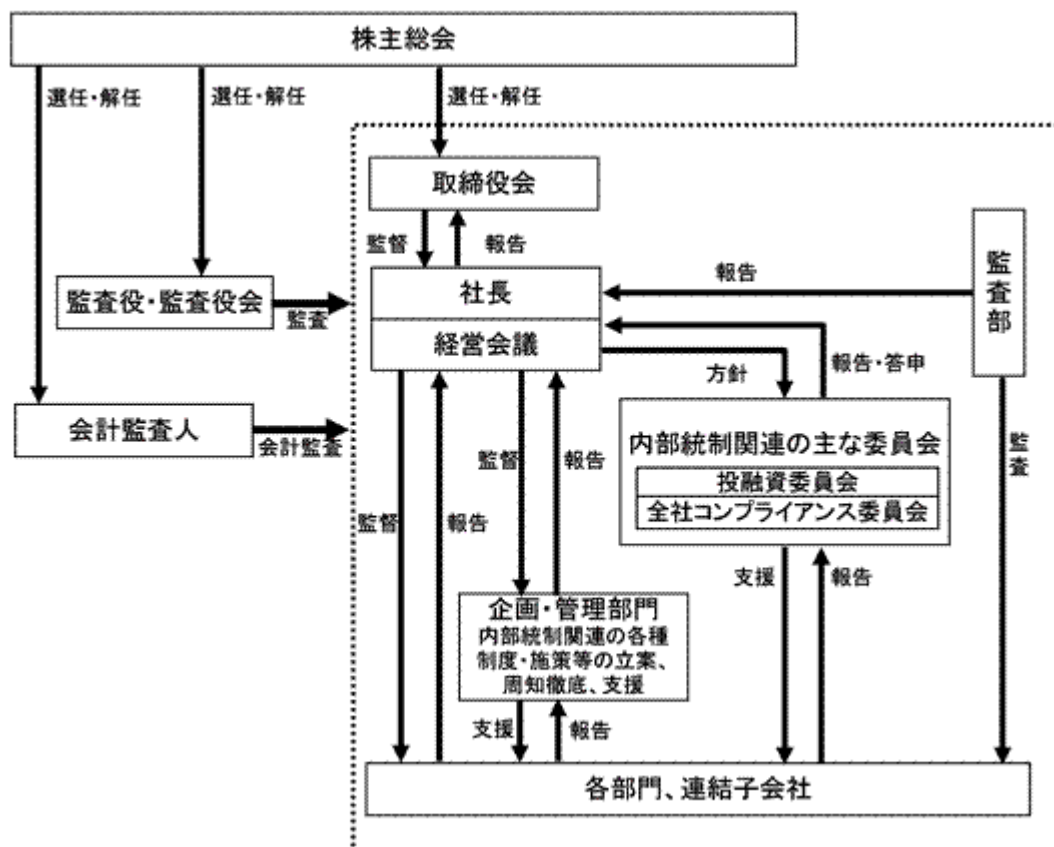 株主総会
選任・解任
選任・解任
選任・解任
取締役会
監督
報告
監査部
社長
報告
監査役・監査役会
監査
経営会議
方針
報告・答申
会計監査人
会計監査
内部統制関連の主な委員会
投融資委員会
全社コンプライアンス委員会
監督
報告
監査
監督
報告
支援
報告
企画・管理部門
内部統制関連の各種
制度・施策等の立案、
周知徹底、支援
支援
報告
各部門、連結子会社